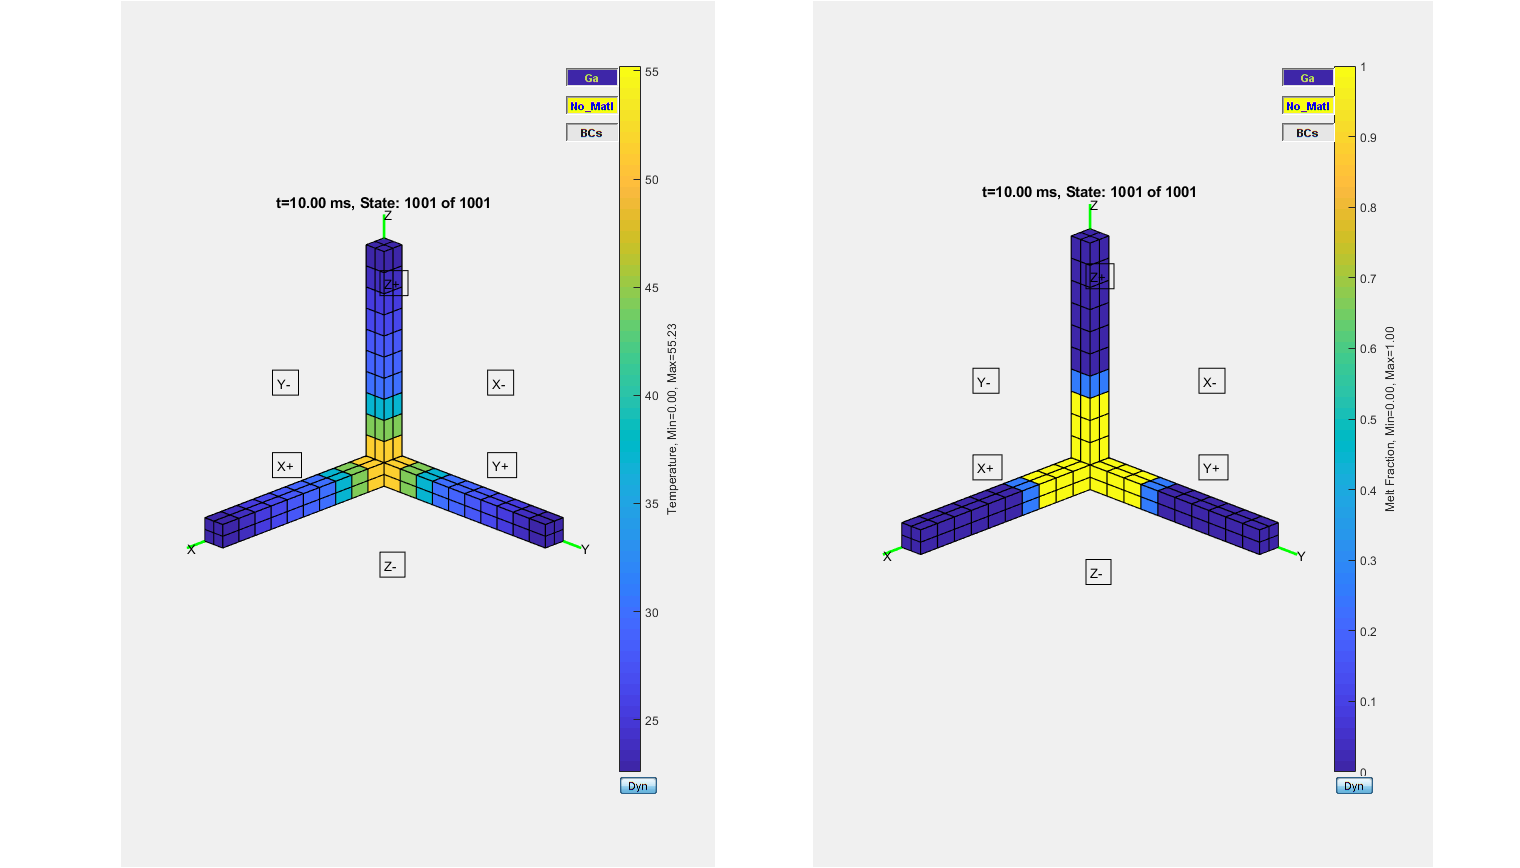 Ga
No_Matl
BCs
55
50
45
40
35
30
25
Temperature, Min=0.00, Max=55.23
t=10.00 ms, State: 1001 of 1001
Z
Z+
Y-
X-
X+
Y+
X
Y
Z-
Dyn
Ga
No_Matl
BCs
1
0.9
0.8
0.7
0.6
0.5
0.4
0.3
0.2
0.1
0
Melt Fraction, Min=0.00, Max=1.00
t=10.00 ms, State: 1001 of 1001
Z
Z+
Y-
X-
X+
Y+
X
Y
Z-
Dyn